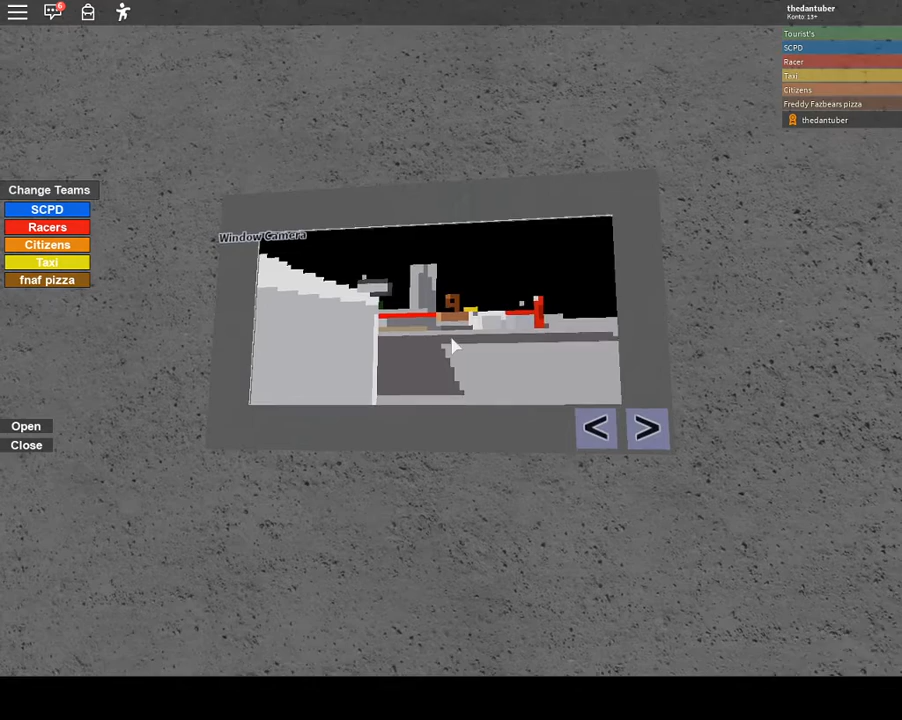 6
thedantuber
Konto: 13+
Tourist's
SCPD
Racer
Taxi
Citizens
Freddy Fazbears pizza
thedantuber
Change Teams
SCPD
Racers
Citizens
Taxi
fnaf pizza
Window Camera
Open
Close
< >